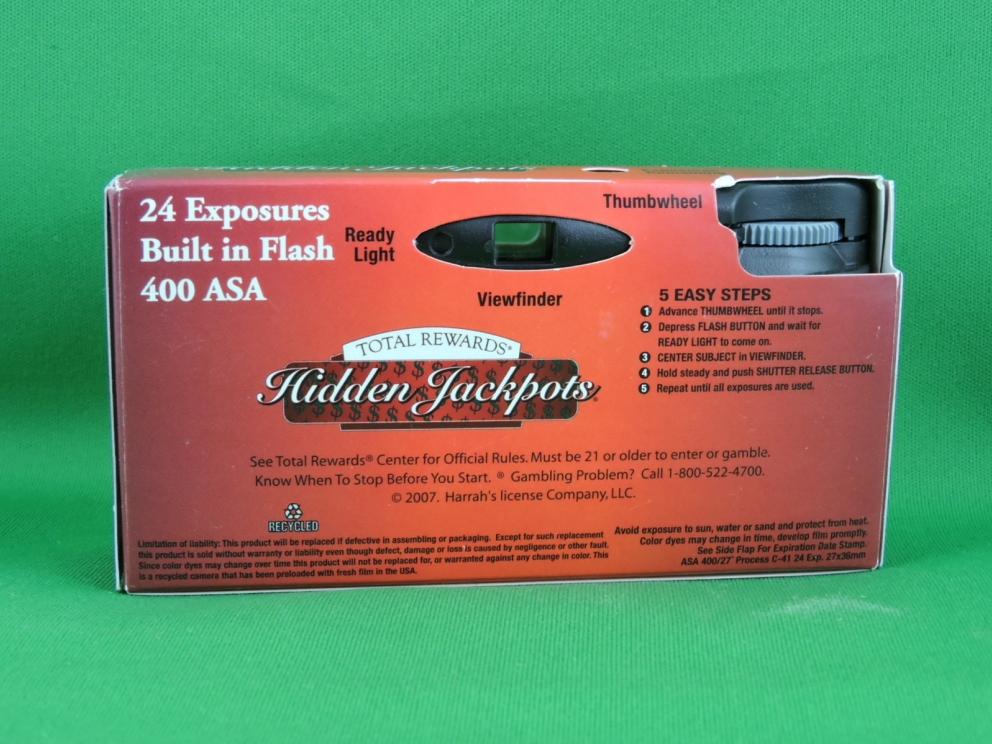 24 Exposures
Built in Flash
400 ASA
Ready
Light
Viewfinder
Thumbwheel
5 EASY STEPS
1 Advance THUMBWHEEL until it stops.
2 Depress FLASH BUTTON and wait for
READY LIGHT to come on.
3 CENTER SUBJECT in VIEWFINDER.
4 Hold steady and push SHUTTER RELEASE BUTTON.
5 Repeat until all exposures are used.
TOTAL REWARDS®
Hidden Jackpots®
See Total Rewards® Center for Official Rules. Must be 21 or older to enter or gamble.
Know When To Stop Before You Start. ® Gambling Problem? Call 1-800-522-4700.
© 2007. Harrah's license Company, LLC.
RECYCLED
Limitation of liability: This product will be replaced if defective in assembling or packaging. Except for such replacement
this product is sold without warranty or liability even though defect, damage or loss is caused by negligence or other fault.
Since color dyes may change over time this product will not be replaced for, or warranted against any change in color. This
is a recycled camera that has been preloaded with fresh film in the USA.
Avoid exposure to sun, water or sand and protect from heat.
Color dyes may change in time, develop film promptly.
See Side Flap For Expiration Date Stamp.
ASA 400/27° Process C-41 24 Exp. 27x36mm